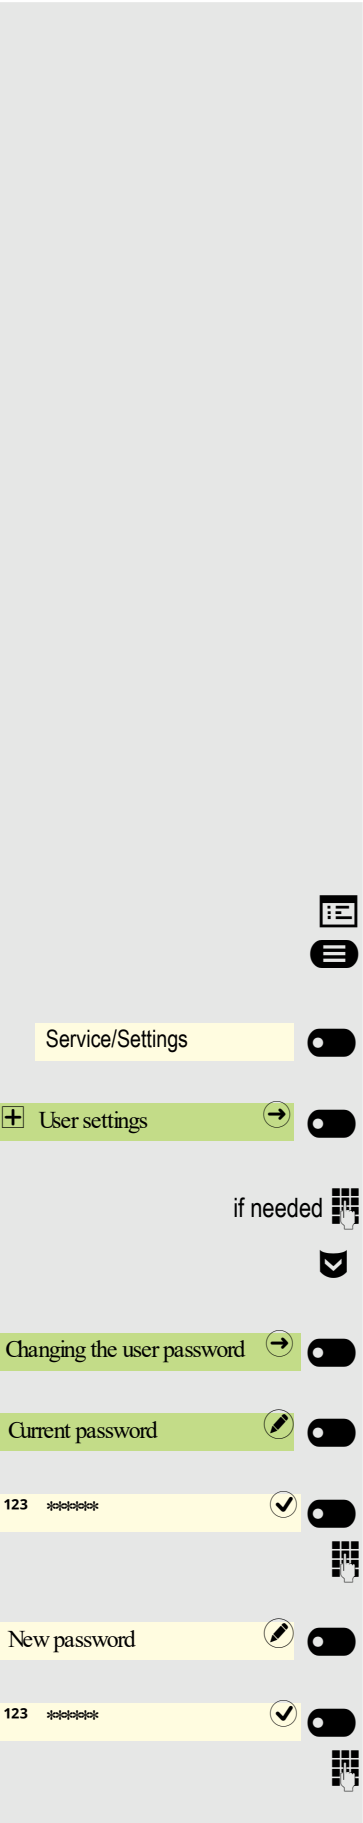 Service/Settings
User settings
if needed
Changing the user password
Current password
123 ******
New password
123 ******